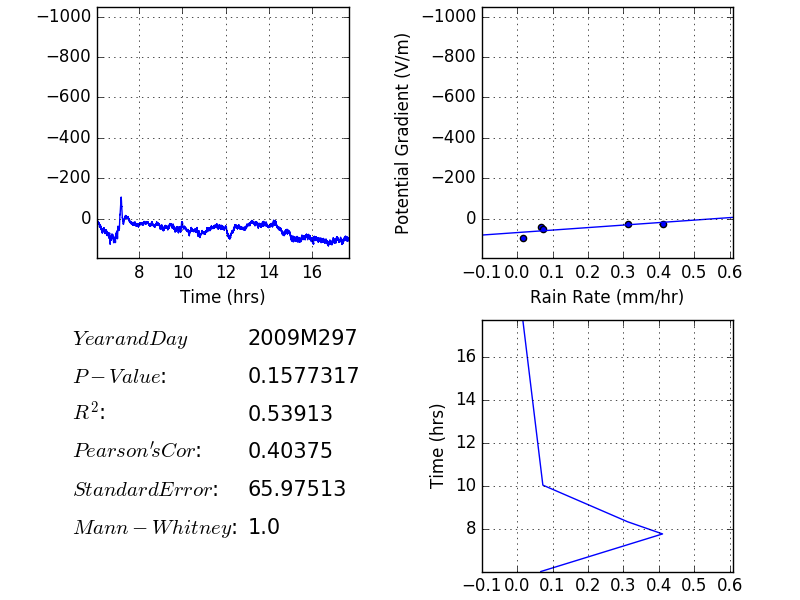 −1000
−800
−600
−400
−200
0
8 10 12 14 16
Time (hrs)
Potential Gradient (V/m)
−1000
−800
−600
−400
−200
0
−0.1 0.0 0.1 0.2 0.3 0.4 0.5 0.6
Rain Rate (mm/hr)
YearandDay 2009M297
P−Value: 0.1577317
R²: 0.53913
Pearson'sCor: 0.40375
StandardError: 65.97513
Mann−Whitney: 1.0
Time (hrs)
16
14
12
10
8
−0.1 0.0 0.1 0.2 0.3 0.4 0.5 0.6